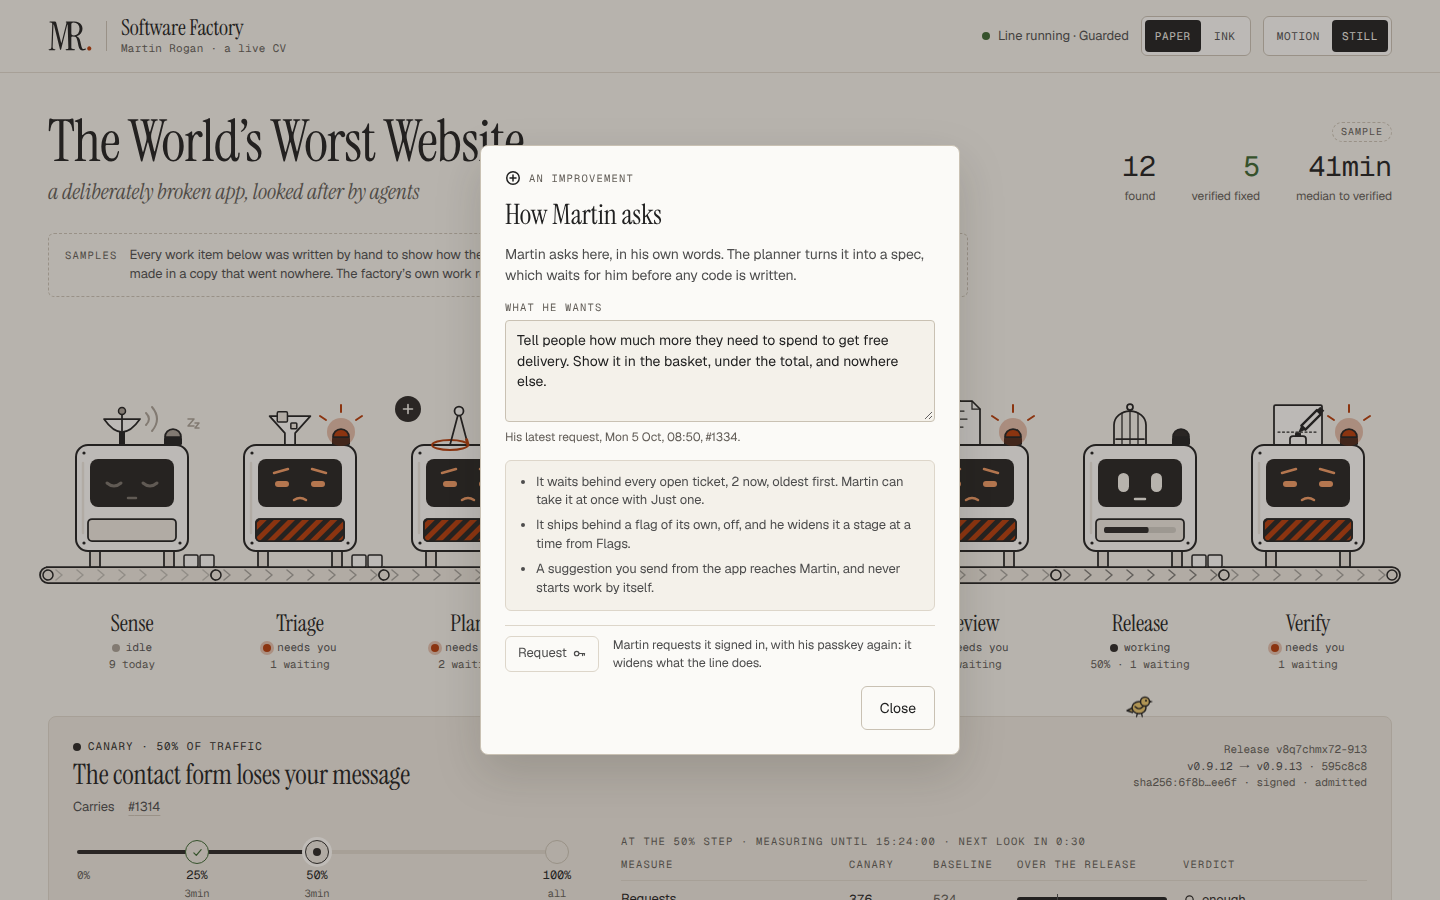 MR.
Software Factory
Martin Rogan · a live CV
Line running · Guarded
PAPER INK
MOTION STILL
The World's Worst Website
a deliberately broken app, looked after by agents
SAMPLE
12 5 41min
found verified fixed median to verified
SAMPLES Every work item below was written by hand to show how the
made in a copy that went nowhere. The factory's own work
AN IMPROVEMENT
How Martin asks
Martin asks here, in his own words. The planner turns it into a spec,
which waits for him before any code is written.
WHAT HE WANTS
Tell people how much more they need to spend to get free
delivery. Show it in the basket, under the total, and nowhere
else.
His latest request, Mon 5 Oct, 08:50, #1334.
• It waits behind every open ticket, 2 now, oldest first. Martin can
take it at once with Just one.
• It ships behind a flag of its own, off, and he widens it a stage at a
time from Flags.
• A suggestion you send from the app reaches Martin, and never
starts work by itself.
Request
Martin requests it signed in, with his passkey again: it
widens what the line does.
Close
zz
Sense Triage Plan Release Verify
idle needs you needs you working needs you
9 today 1 waiting 2 50% · 1 waiting 1 waiting
CANARY · 50% OF TRAFFIC
The contact form loses your message
Carries #1314
Release v8q7chmx72-913
v0.9.12 → v0.9.13 · 595c8c8
sha256:6f8b…ee6f · signed · admitted
0% 25% 50% 100%
3min 3min all
AT THE 50% STEP · MEASURING UNTIL 15:24:00 · NEXT LOOK IN 0:30
MEASURE CANARY BASELINE OVER THE RELEASE VERDICT
Requests 376 524 enough